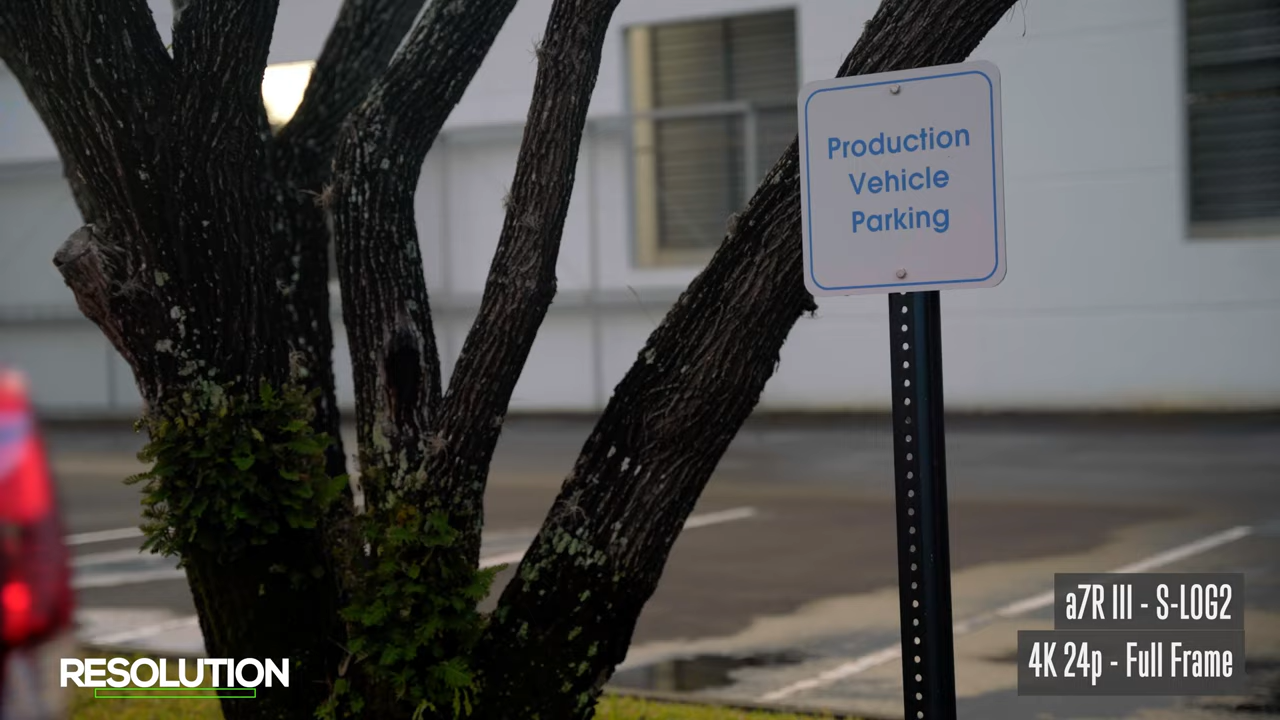 Production
Vehicle
Parking
a7R III - S-LOG2
4K 24p - Full Frame
RESOLUTION